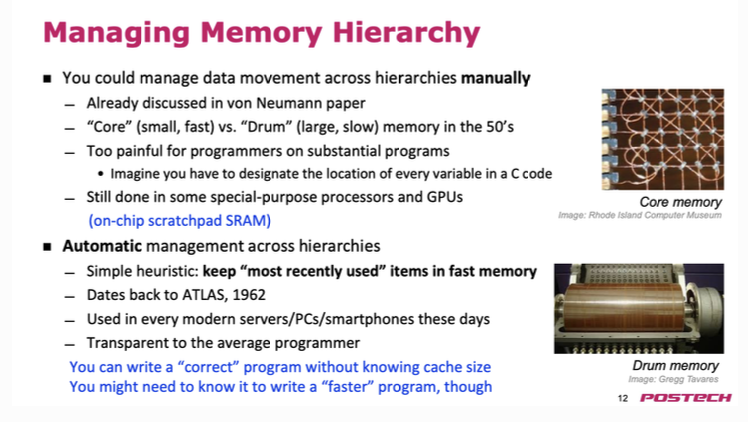 Managing Memory Hierarchy
▪ You could manage data movement across hierarchies manually
– Already discussed in von Neumann paper
– “Core” (small, fast) vs. “Drum” (large, slow) memory in the 50’s
– Too painful for programmers on substantial programs
• Imagine you have to designate the location of every variable in a C code
– Still done in some special-purpose processors and GPUs
(on-chip scratchpad SRAM)
Core memory
Image: Rhode Island Computer Museum
▪ Automatic management across hierarchies
– Simple heuristic: keep “most recently used” items in fast memory
– Dates back to ATLAS, 1962
– Used in every modern servers/PCs/smartphones these days
– Transparent to the average programmer
You can write a “correct” program without knowing cache size
You might need to know it to write a “faster” program, though
Drum memory
Image: Gregg Tavares
12 POSTECH